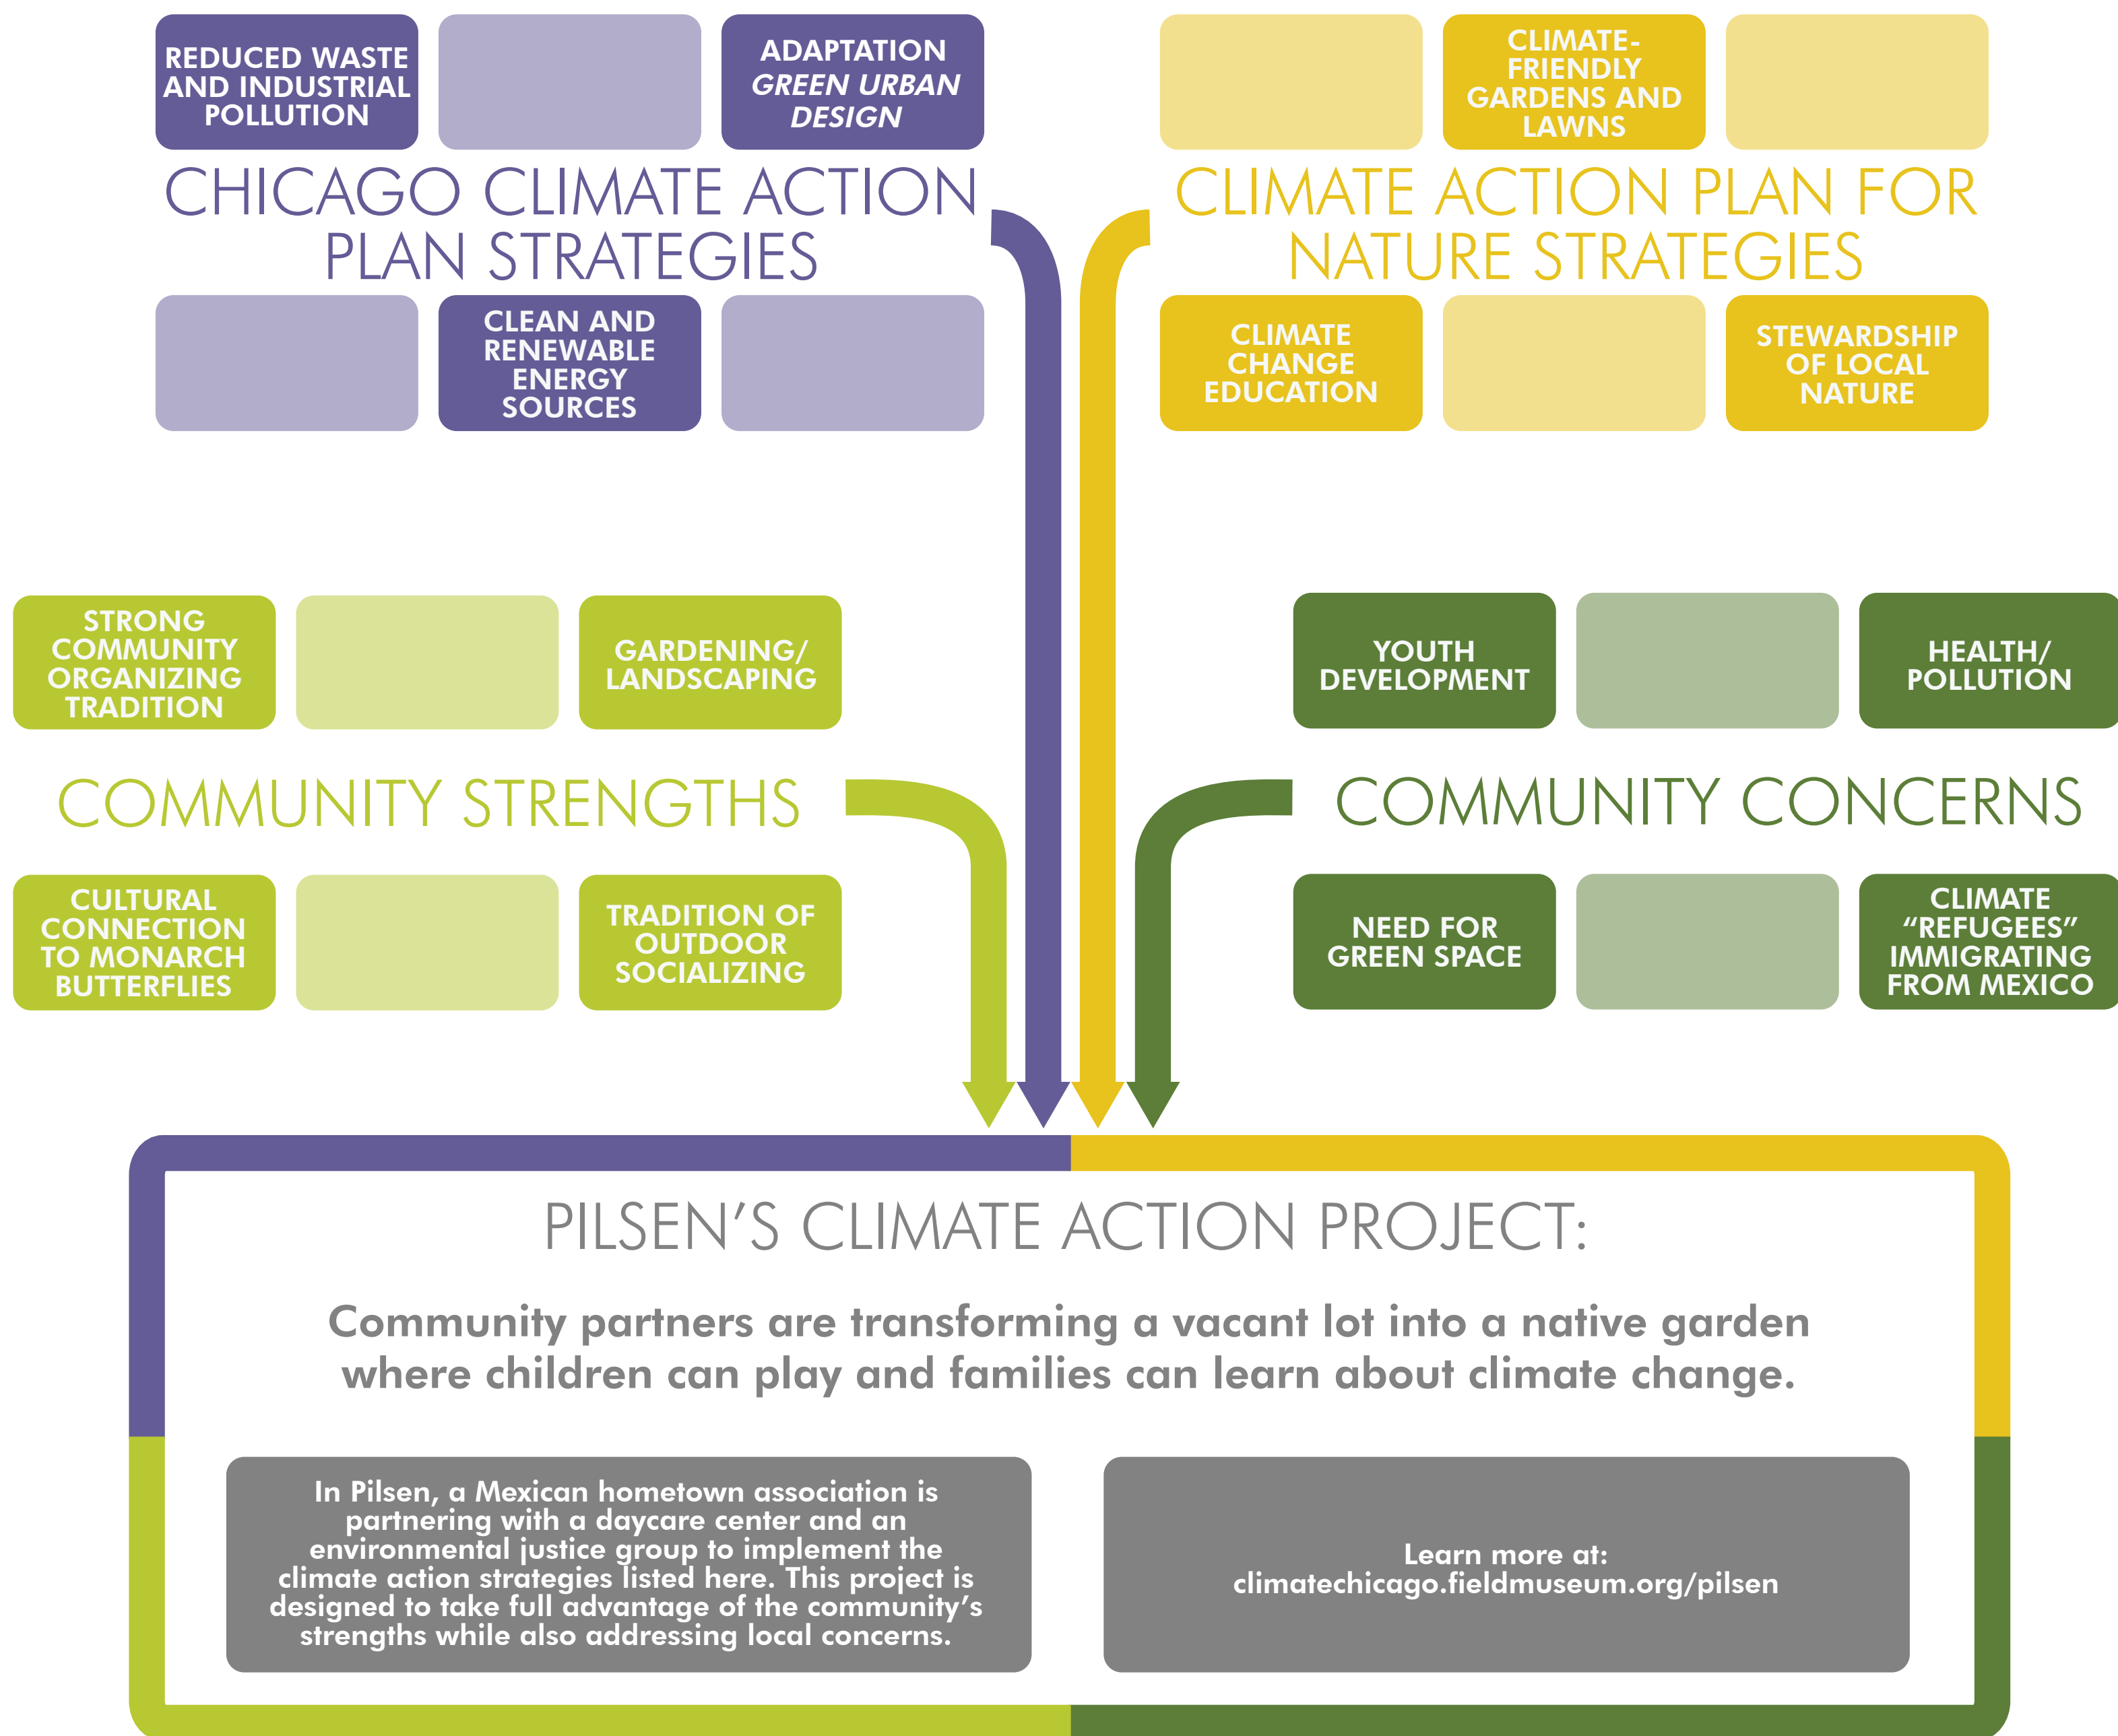 REDUCED WASTE
AND INDUSTRIAL
POLLUTION
ADAPTATION
GREEN URBAN
DESIGN
CHICAGO CLIMATE ACTION
PLAN STRATEGIES
CLEAN AND
RENEWABLE
ENERGY
SOURCES
CLIMATE-
FRIENDLY
GARDENS AND
LAWNS
CLIMATE ACTION PLAN FOR
NATURE STRATEGIES
CLIMATE
CHANGE
EDUCATION
STEWARDSHIP
OF LOCAL
NATURE
STRONG
COMMUNITY
ORGANIZING
TRADITION
GARDENING/
LANDSCAPING
COMMUNITY STRENGTHS
CULTURAL
CONNECTION
TO MONARCH
BUTTERFLIES
TRADITION OF
OUTDOOR
SOCIALIZING
YOUTH
DEVELOPMENT
HEALTH/
POLLUTION
COMMUNITY CONCERNS
NEED FOR
GREEN SPACE
CLIMATE
“REFUGEES”
IMMIGRATING
FROM MEXICO
PILSEN’S CLIMATE ACTION PROJECT:
Community partners are transforming a vacant lot into a native garden
where children can play and families can learn about climate change.
In Pilsen, a Mexican hometown association is
partnering with a daycare center and an
environmental justice group to implement the
climate action strategies listed here. This project is
designed to take full advantage of the community’s
strengths while also addressing local concerns.
Learn more at:
climatechicago.fieldmuseum.org/pilsen